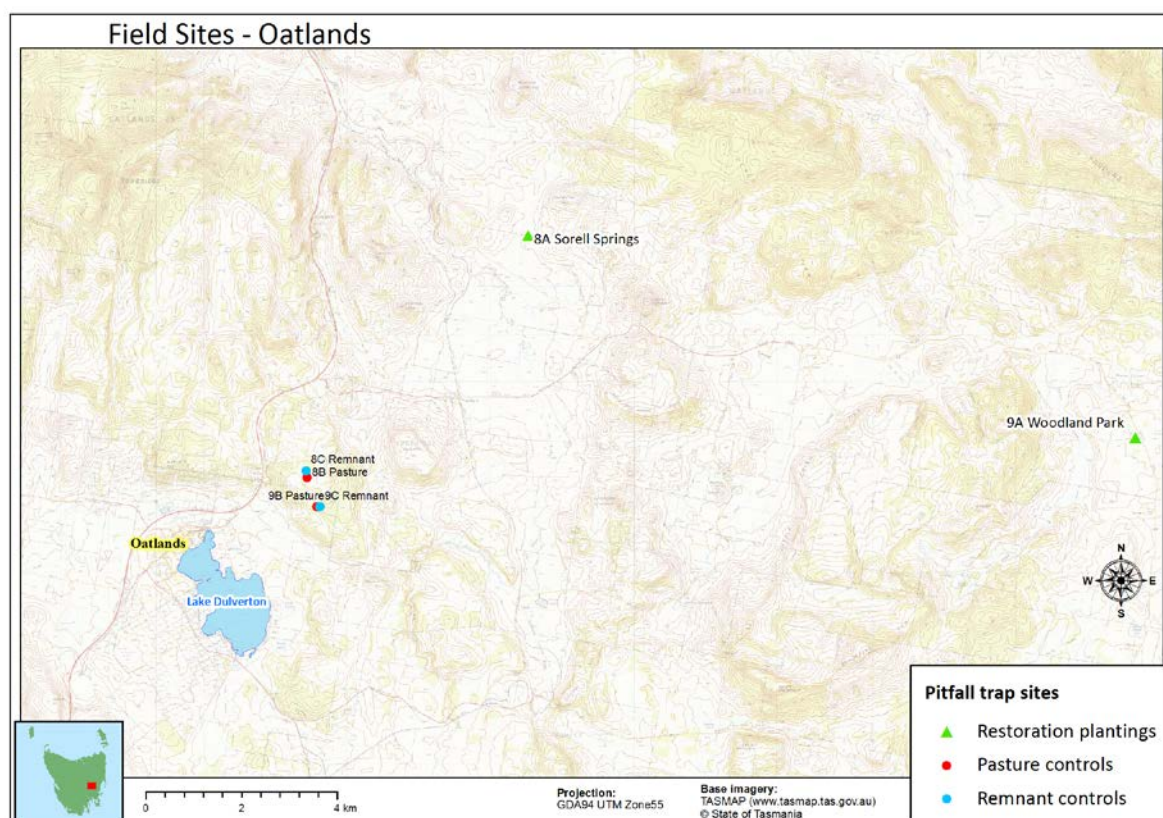 Field Sites - Oatlands
8A Sorell Springs
9A Woodland Park
8C Remnant
8B Pasture
9B Pasture 9C Remnant
Oatlands
Lake Dulverton
N
W E
S
Pitfall trap sites
Restoration plantings
Pasture controls
Remnant controls
0 2 4 km
Projection:
GDA94 UTM Zone55
Base imagery:
TASMAP (www.tasmap.tas.gov.au)
© State of Tasmania